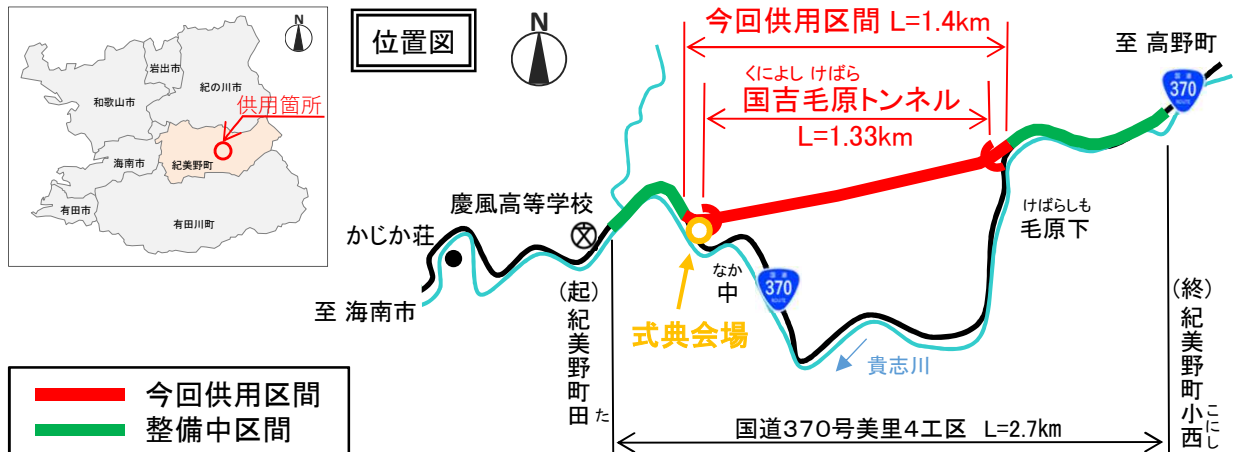 N
岩出市
紀の川市
和歌山市
供用箇所
海南市
紀美野町
有田市
有田川町
位置図
N
今回供用区間 L=1.4km
くによし けばら
国吉毛原トンネル
L=1.33km
至 高野町
国道
370
ROUTE
慶風高等学校
かじか荘
至 海南市
けばらしも
毛原下
なか
中
国道
370
ROUTE
式典会場
貴志川
(起)紀美野町田
た
(終)紀美野町小西
こにし
国道370号美里4工区 L=2.7km
今回供用区間
整備中区間